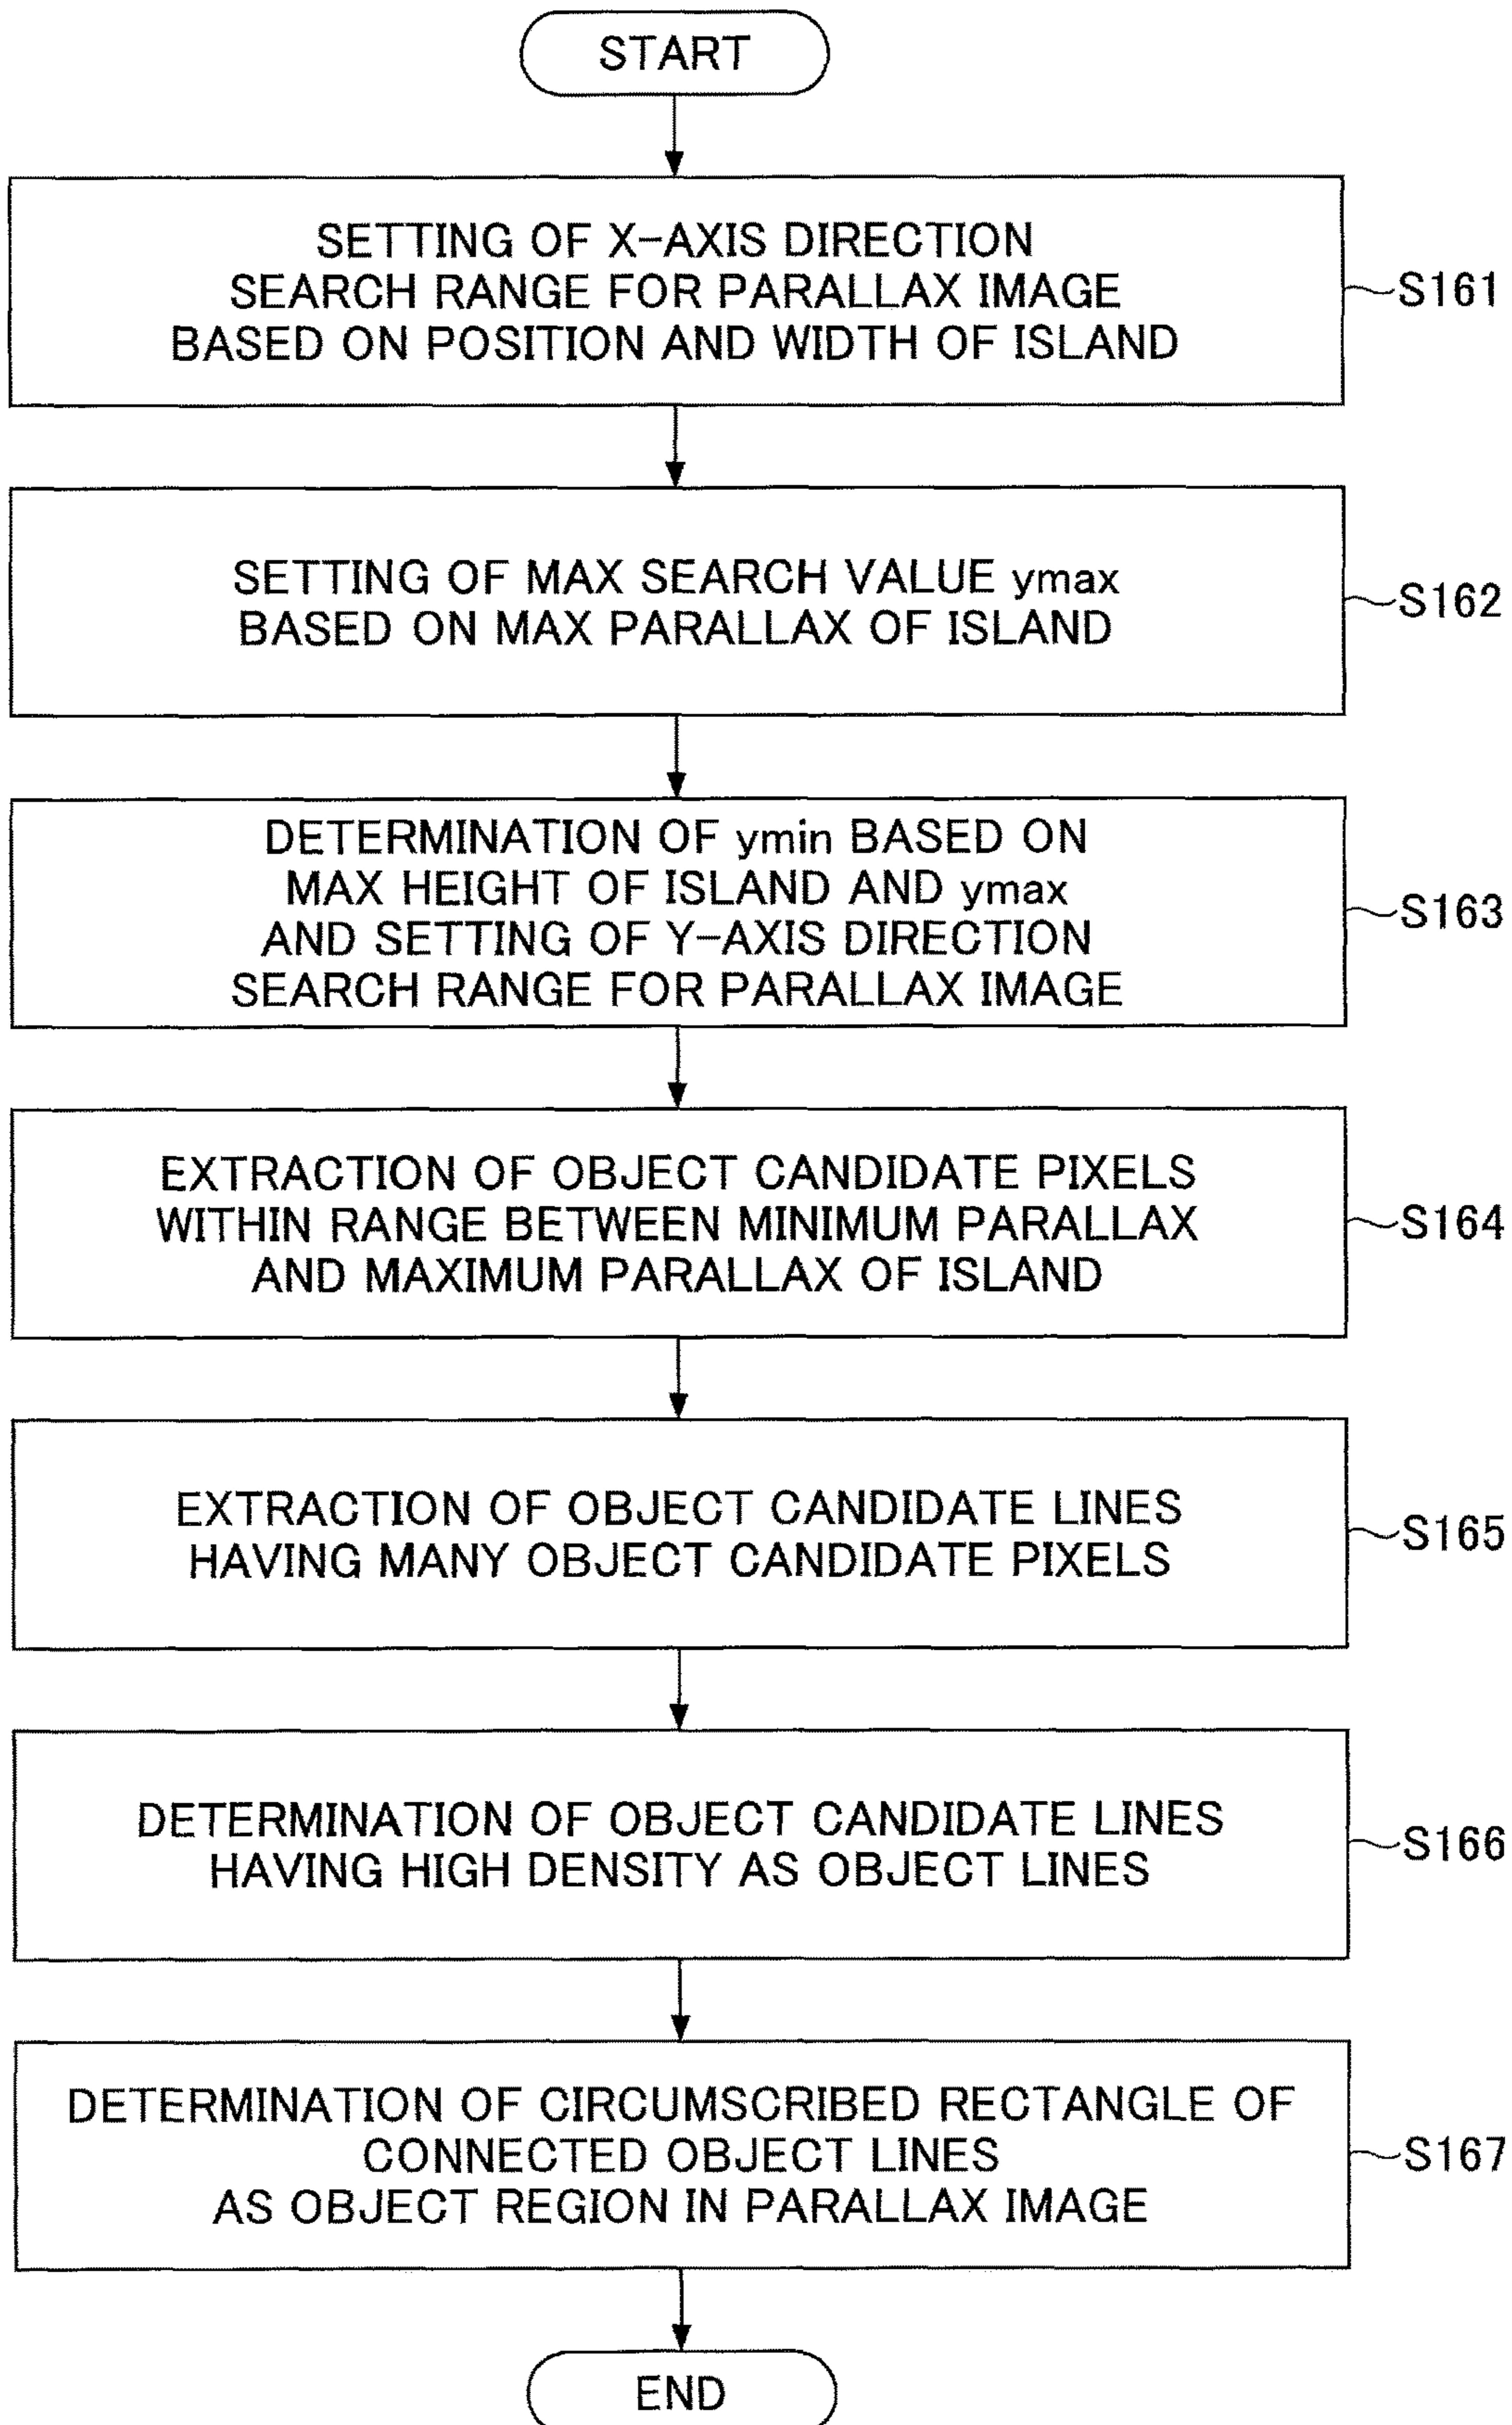 START
SETTING OF X-AXIS DIRECTION
SEARCH RANGE FOR PARALLAX IMAGE
BASED ON POSITION AND WIDTH OF ISLAND
S161
SETTING OF MAX SEARCH VALUE ymax
BASED ON MAX PARALLAX OF ISLAND
S162
DETERMINATION OF ymin BASED ON
MAX HEIGHT OF ISLAND AND ymax
AND SETTING OF Y-AXIS DIRECTION
SEARCH RANGE FOR PARALLAX IMAGE
S163
EXTRACTION OF OBJECT CANDIDATE PIXELS
WITHIN RANGE BETWEEN MINIMUM PARALLAX
AND MAXIMUM PARALLAX OF ISLAND
S164
EXTRACTION OF OBJECT CANDIDATE LINES
HAVING MANY OBJECT CANDIDATE PIXELS
S165
DETERMINATION OF OBJECT CANDIDATE LINES
HAVING HIGH DENSITY AS OBJECT LINES
S166
DETERMINATION OF CIRCUMSCRIBED RECTANGLE OF
CONNECTED OBJECT LINES
AS OBJECT REGION IN PARALLAX IMAGE
S167
END